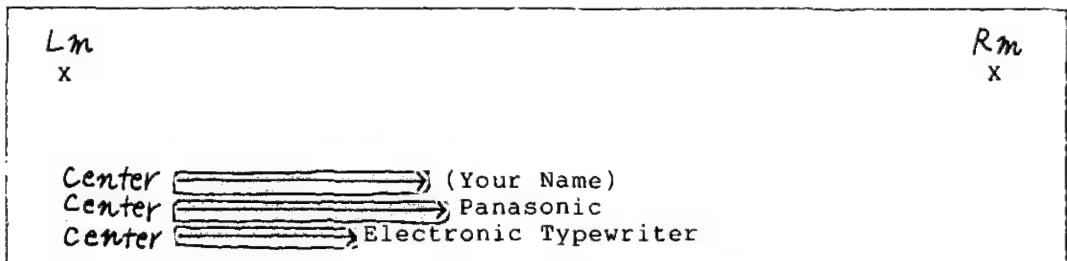 Lm Rm
x x
Center (Your Name)
Center Panasonic
Center Electronic Typewriter